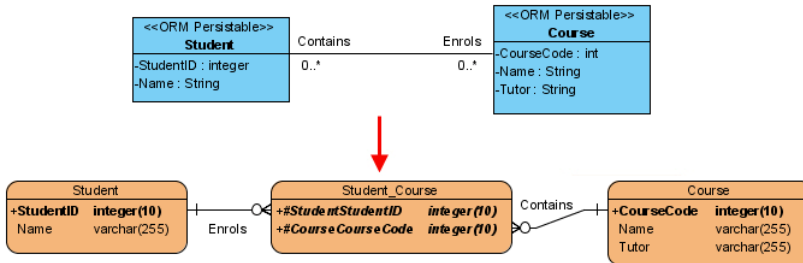 <<ORM Persistable>>
Student
-StudentID : integer
-Name : String
Contains
0..*
Enrols
0..*
<<ORM Persistable>>
Course
-CourseCode : int
-Name : String
-Tutor : String
Student
+StudentID integer(10)
Name varchar(255)
Enrols
Student_Course
+#StudentStudentID integer(10)
+#CourseCourseCode integer(10)
Contains
Course
+CourseCode integer(10)
Name varchar(255)
Tutor varchar(255)